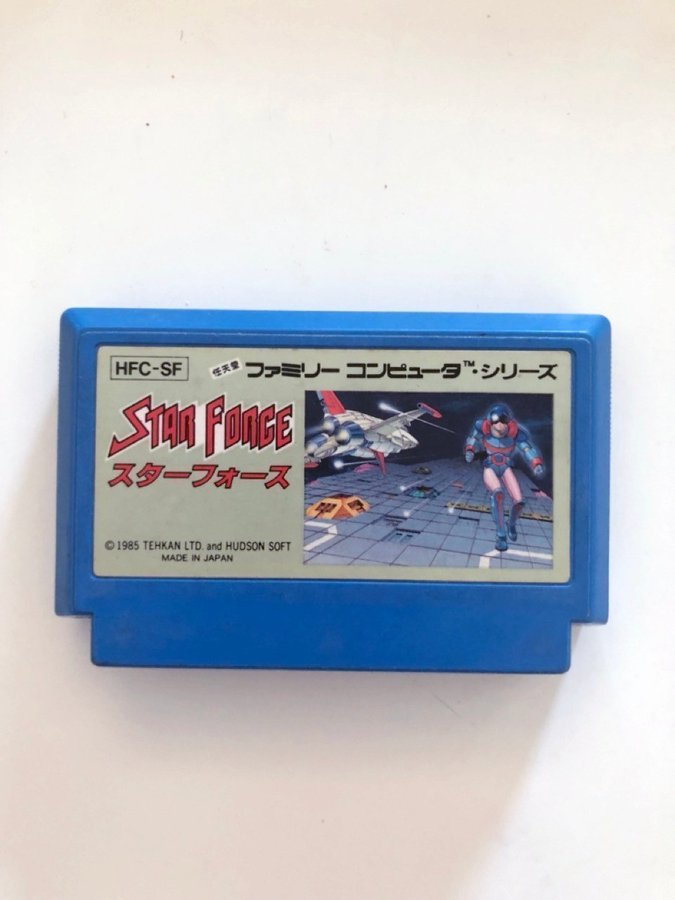 HFC-SF
任天堂 ファミリー コンピュータ™・シリーズ
STAR FORCE
スターフォース
© 1985 TEHKAN LTD. and HUDSON SOFT
MADE IN JAPAN